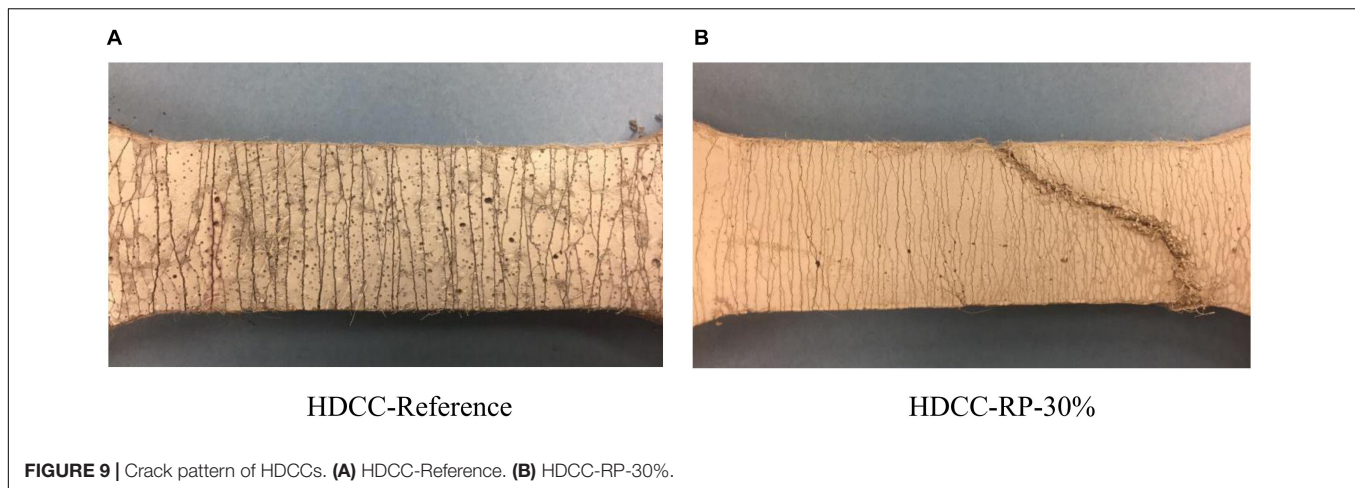 A
B
HDCC-Reference
HDCC-RP-30%
FIGURE 9 | Crack pattern of HDCCs. (A) HDCC-Reference. (B) HDCC-RP-30%.